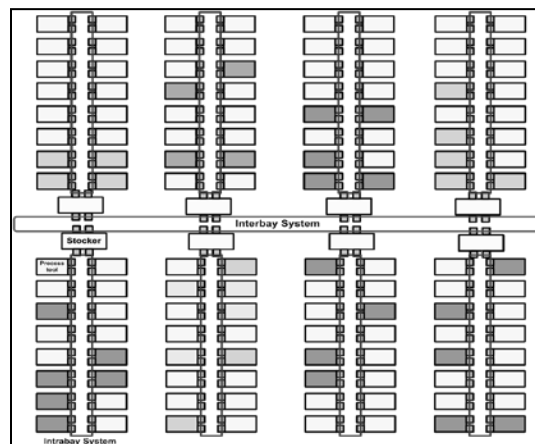 Interbay System
Stocker
Process
tool
Intrabay System